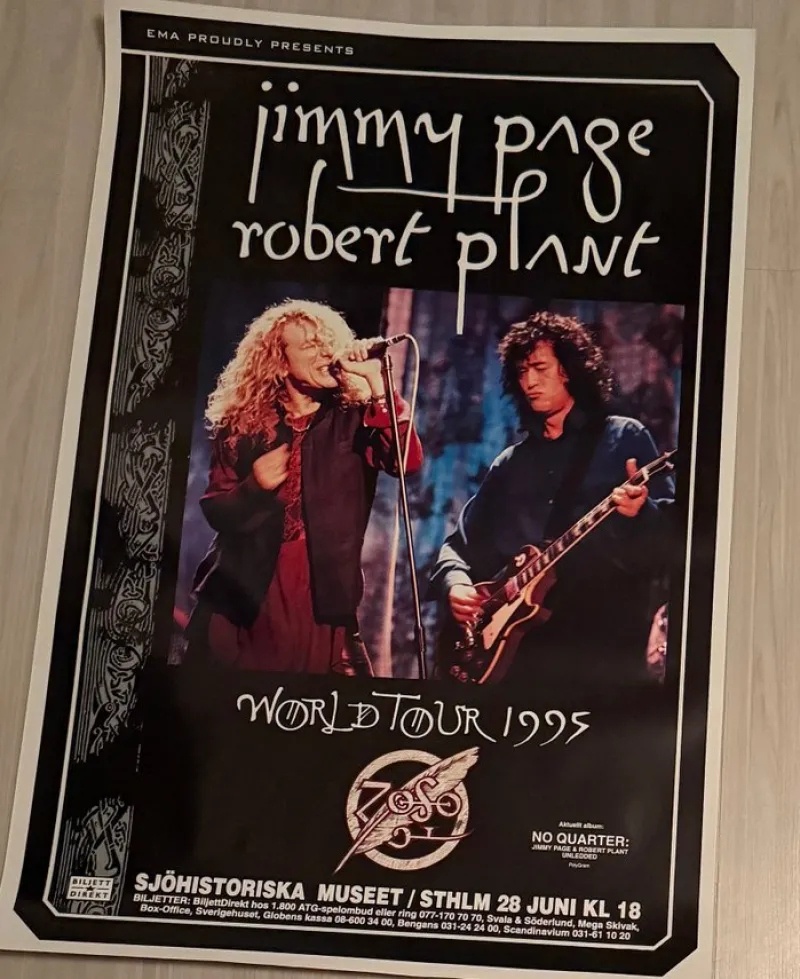 EMA PROUDLY PRESENTS
jimmy page
robert plant
WORLD TOUR 1995
ZOSO
Aktuellt album:
NO QUARTER:
JIMMY PAGE & ROBERT PLANT
UNLEDDED
PolyGram
BILJETT
DIREKT
SJÖHISTORISKA MUSEET / STHLM 28 JUNI KL 18
BILJETTER: BiljettDirekt hos 1.800 ATG-spelombud eller ring 077-170 70 70, Svala & Söderlund, Mega Skivak,
Box-Office, Sverigehuset, Globens kassa 08-600 34 00, Bengans 031-24 24 00, Scandinavium 031-61 10 20